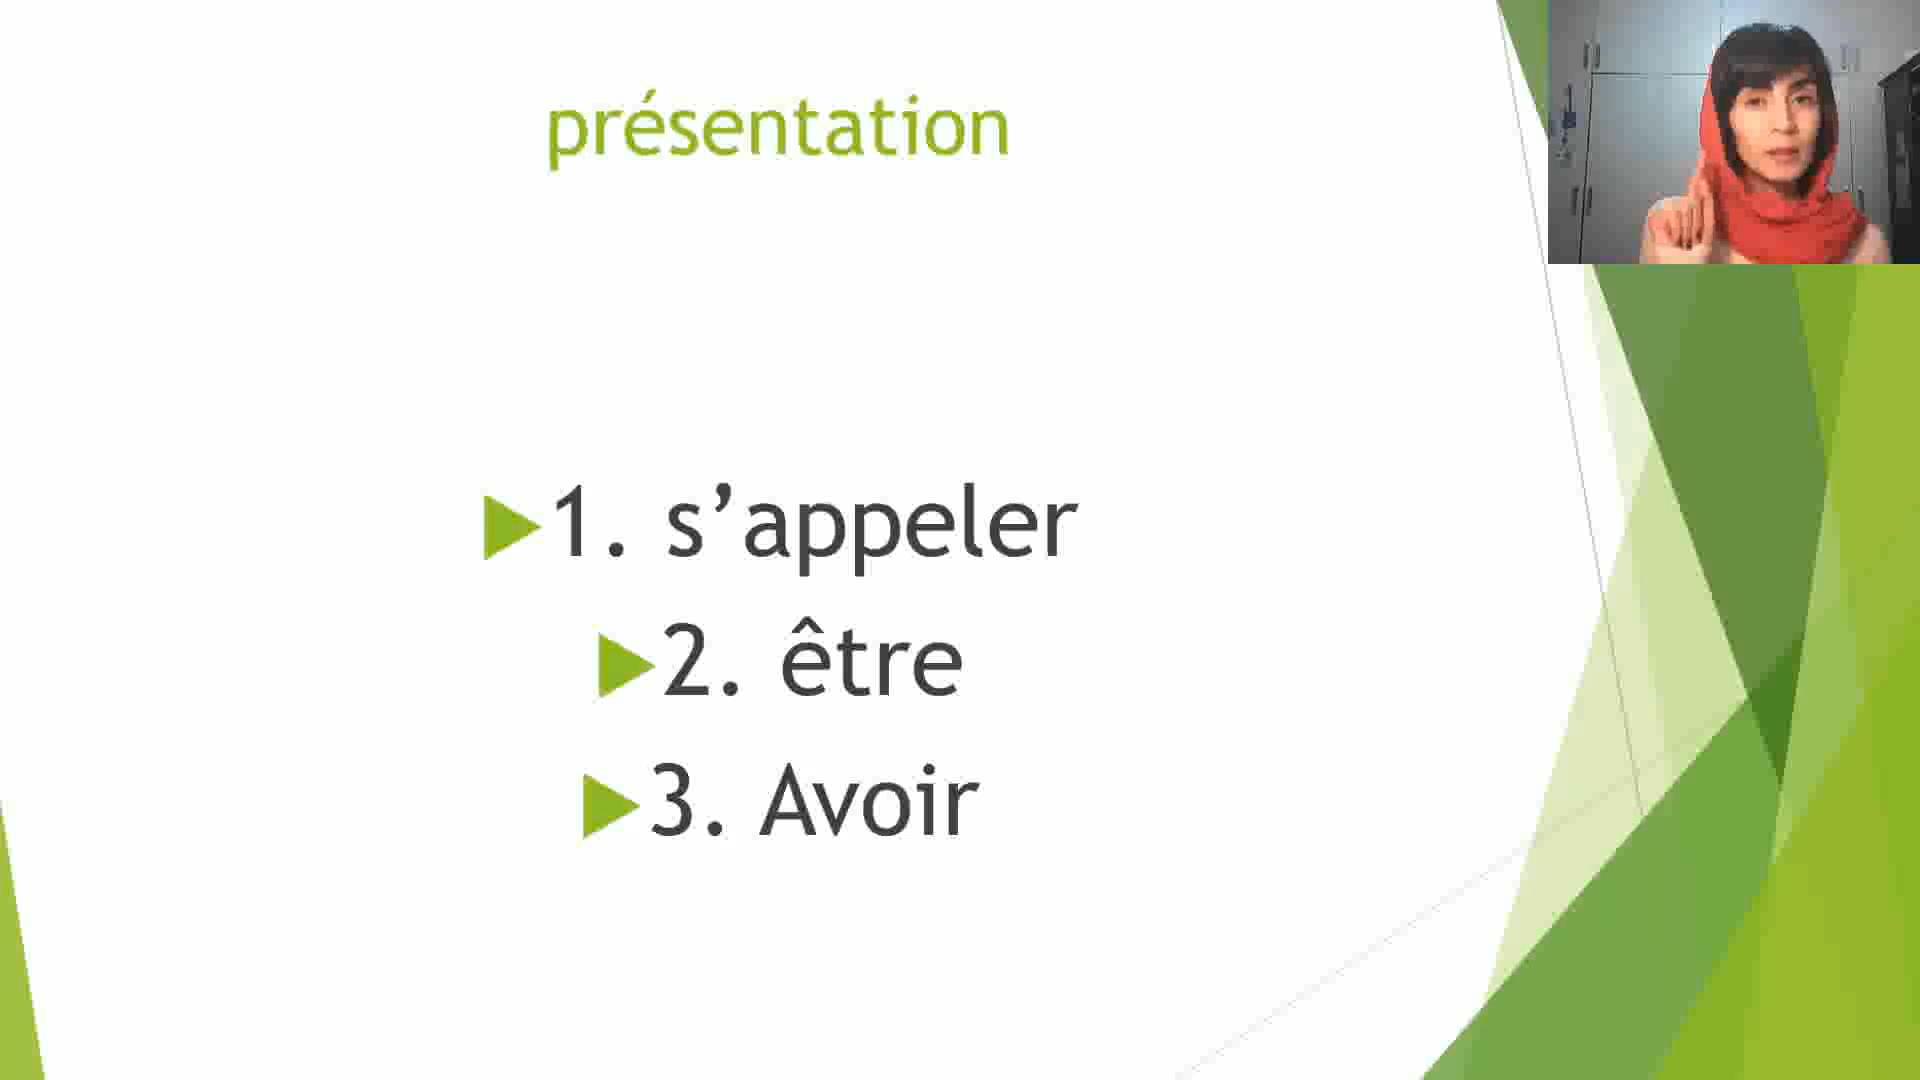 présentation
1. s’appeler
2. être
3. Avoir